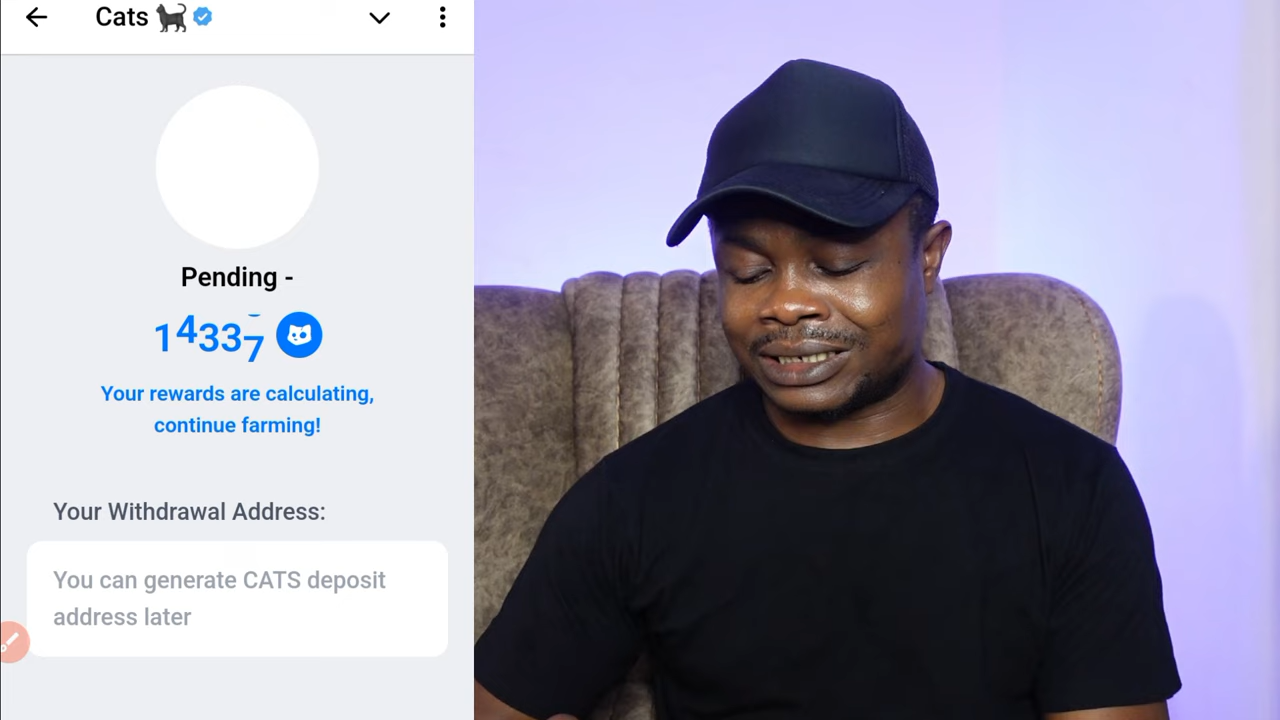 Cats
Pending -
14337
Your rewards are calculating,
continue farming!
Your Withdrawal Address:
You can generate CATS deposit
address later